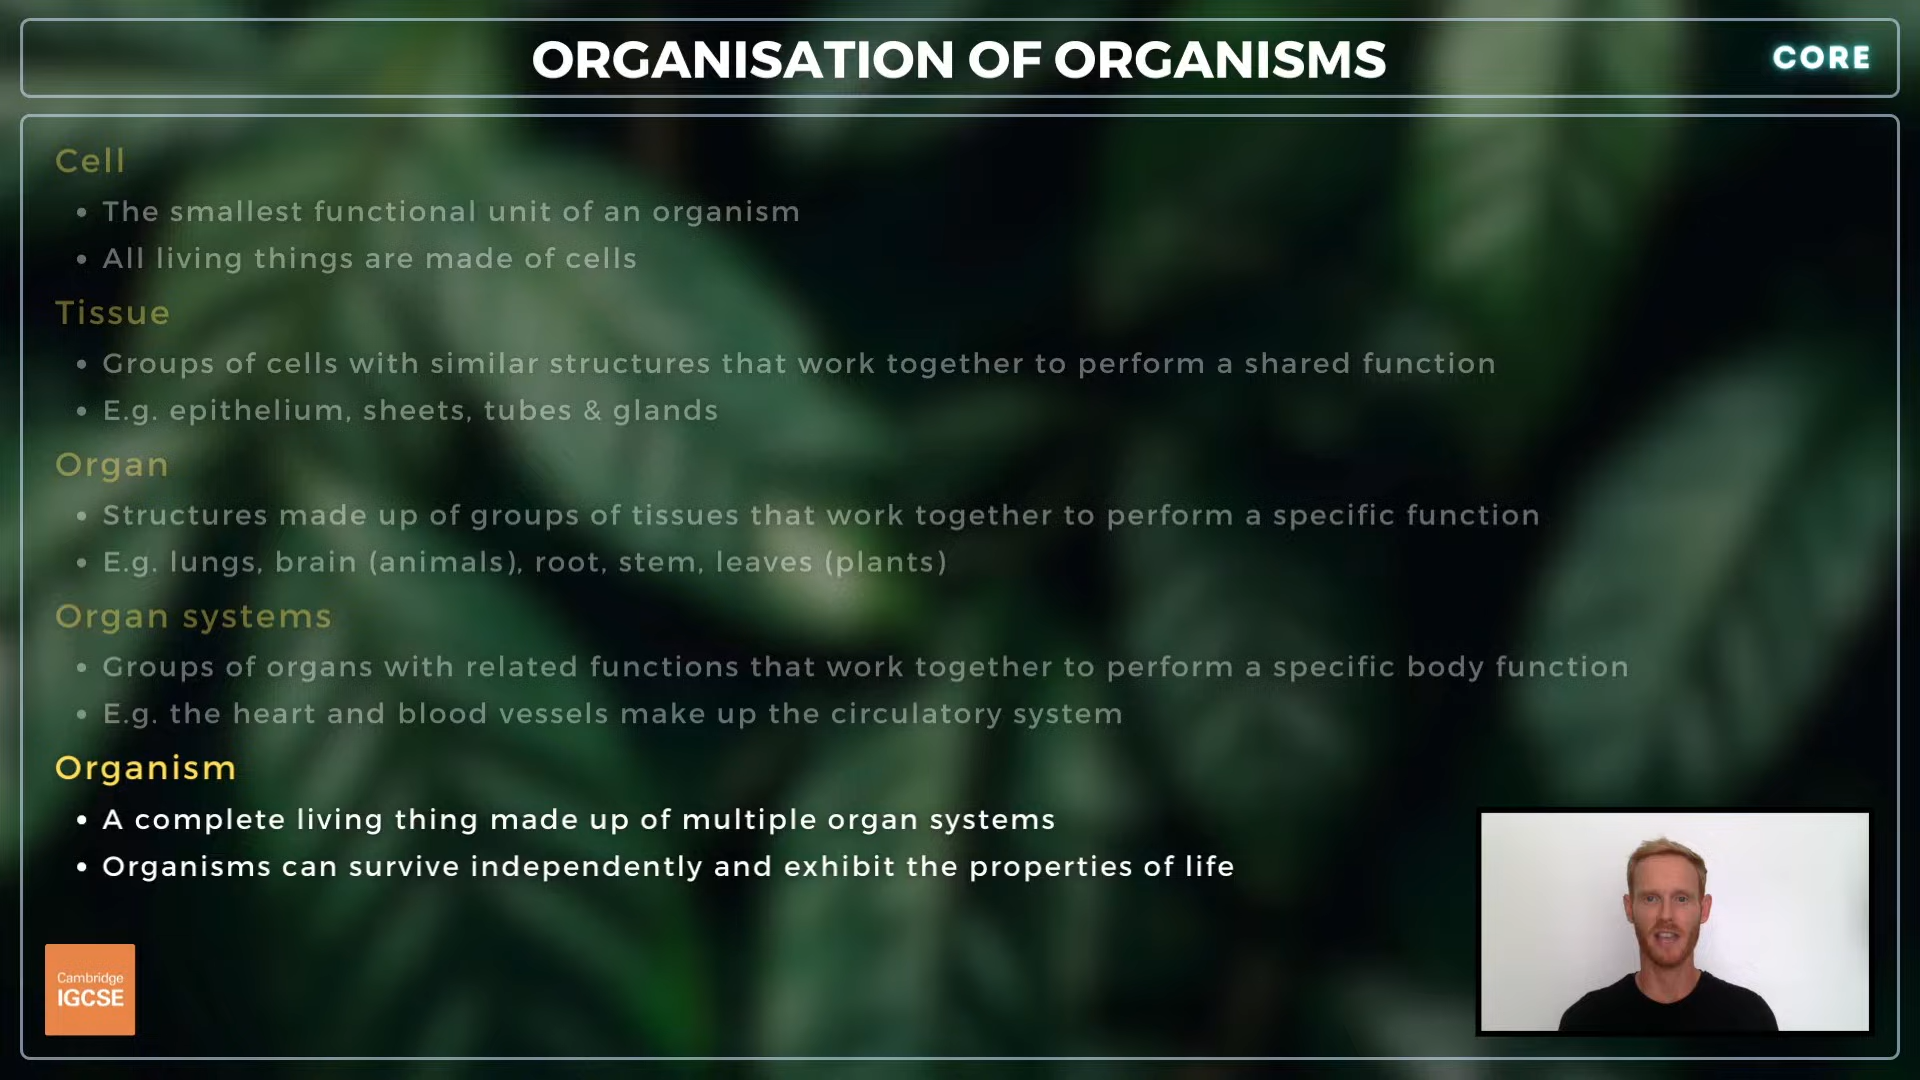 ORGANISATION OF ORGANISMS
CORE
Cell
• The smallest functional unit of an organism
• All living things are made of cells
Tissue
• Groups of cells with similar structures that work together to perform a shared function
• E.g. epithelium, sheets, tubes & glands
Organ
• Structures made up of groups of tissues that work together to perform a specific function
• E.g. lungs, brain (animals), root, stem, leaves (plants)
Organ systems
• Groups of organs with related functions that work together to perform a specific body function
• E.g. the heart and blood vessels make up the circulatory system
Organism
• A complete living thing made up of multiple organ systems
• Organisms can survive independently and exhibit the properties of life
Cambridge
IGCSE